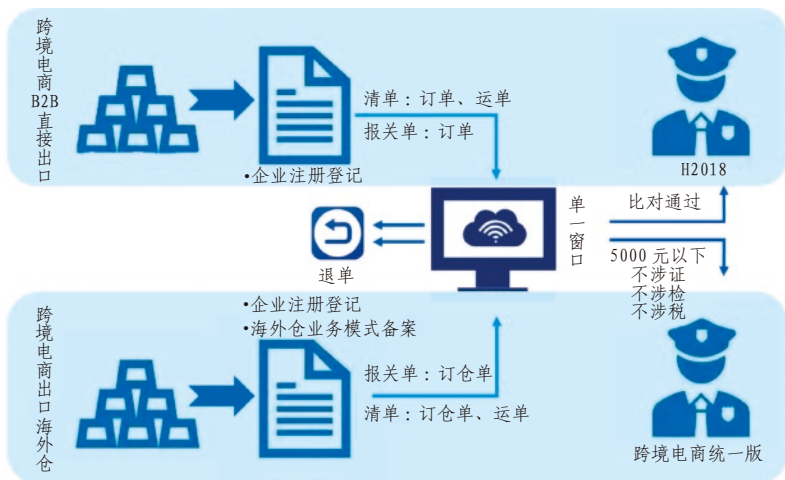 跨境电商B2B直接出口
清单：订单、运单
报关单：订单
•企业注册登记
H2018
单一窗口
比对通过
退单
5000 元以下
不涉证
不涉检
不涉税
•企业注册登记
•海外仓业务模式备案
跨境电商出口海外仓
报关单：订仓单
清单：订仓单、运单
跨境电商统一版